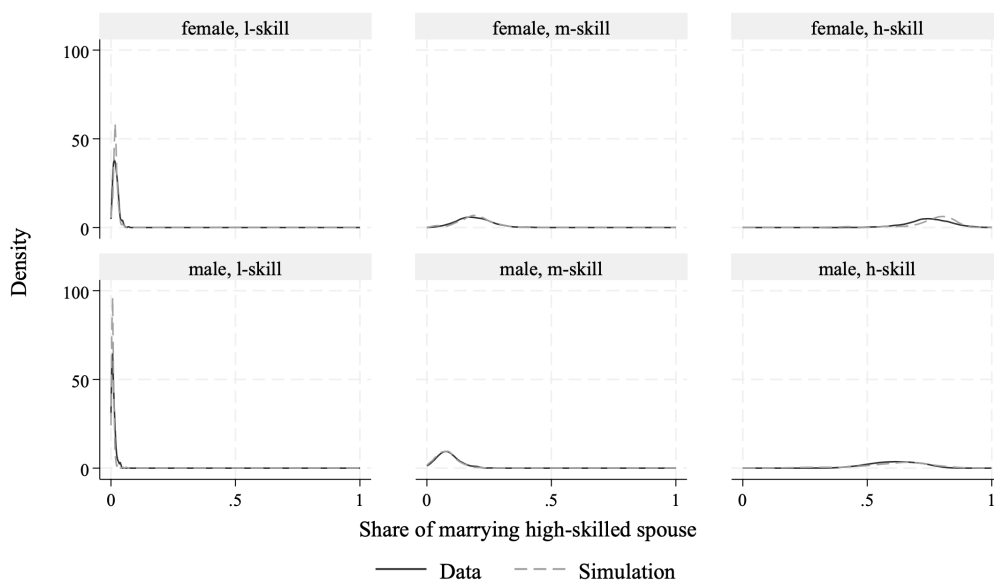 female, l-skill
female, m-skill
female, h-skill
100
50
0
male, l-skill
male, m-skill
male, h-skill
100
50
0
Density
0 .5 1
0 .5 1
0 .5 1
Share of marrying high-skilled spouse
Data
Simulation